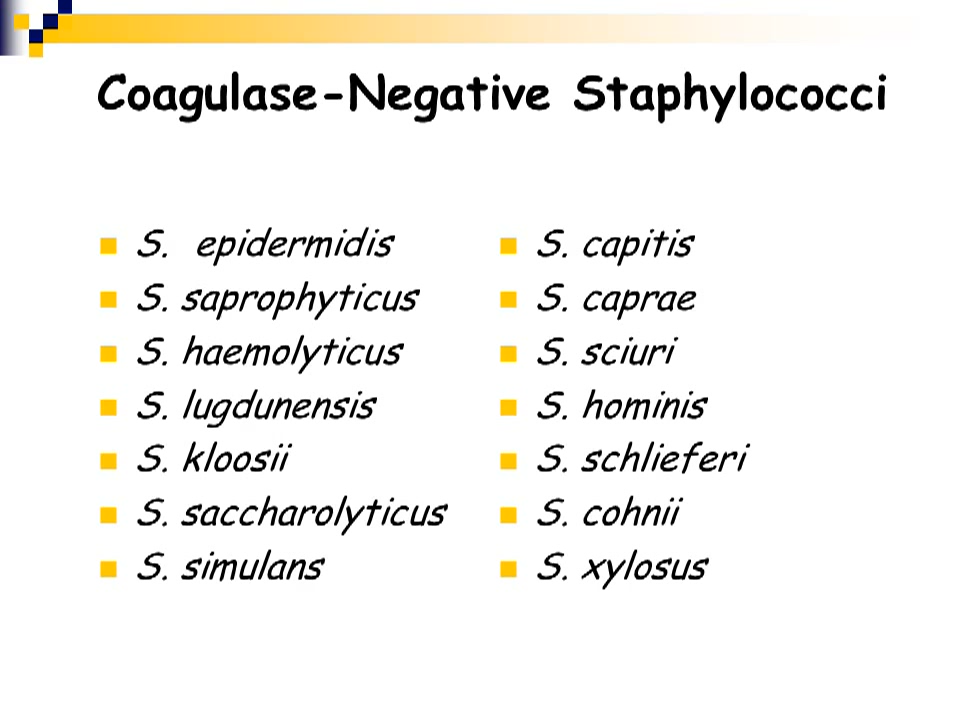 Coagulase-Negative Staphylococci
S. epidermidis
S. saprophyticus
S. haemolyticus
S. lugdunensis
S. kloosii
S. saccharolyticus
S. simulans
S. capitis
S. caprae
S. sciuri
S. hominis
S. schlieferi
S. cohnii
S. xylosus